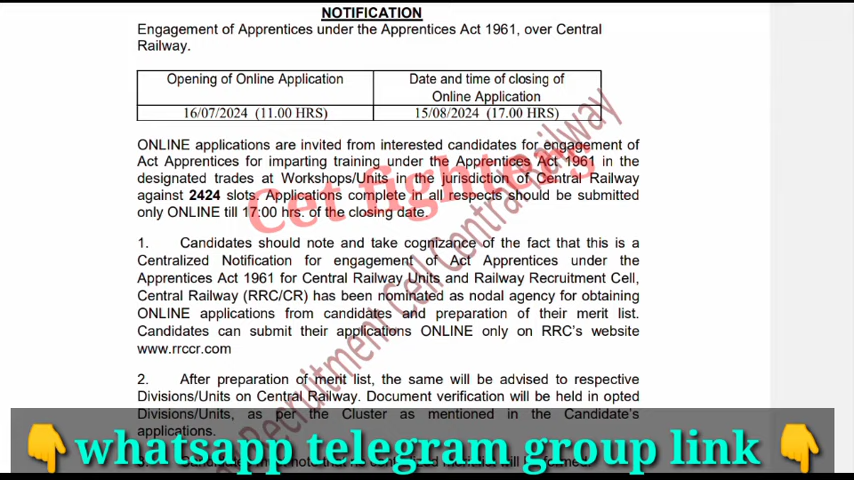 NOTIFICATION
Engagement of Apprentices under the Apprentices Act 1961, over Central
Railway.
Opening of Online Application
Date and time of closing of
Online Application
16/07/2024 (11.00 HRS)
15/08/2024 (17.00 HRS)
ONLINE applications are invited from interested candidates for engagement of
Act Apprentices for imparting training under the Apprentices Act 1961 in the
designated trades at Workshops/Units in the jurisdiction of Central Railway
against 2424 slots. Applications complete in all respects should be submitted
only ONLINE till 17:00 hrs. of the closing date.
Cet fighters
1. Candidates should note and take cognizance of the fact that this is a
Centralized Notification for engagement of Act Apprentices under the
Apprentices Act 1961 for Central Railway Units and Railway Recruitment Cell,
Central Railway (RRC/CR) has been nominated as nodal agency for obtaining
ONLINE applications from candidates and preparation of their merit list.
Candidates can submit their applications ONLINE only on RRC's website
www.rrccr.com
2. After preparation of merit list, the same will be advised to respective
Divisions/Units on Central Railway. Document verification will be held in opted
Divisions/Units, as per the Cluster as mentioned in the Candidate's
applications.
Recruitment Cell Central Railway
👇whatsapp telegram group link 👇